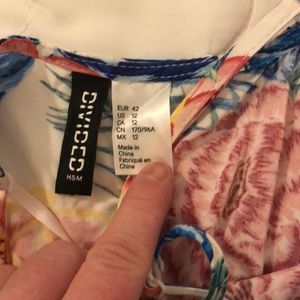 DIVIDED
H&M
EUR 42
US 12
CA 12
CN 170/96A
MX 12
Made in
China
Fabriqué en
Chine